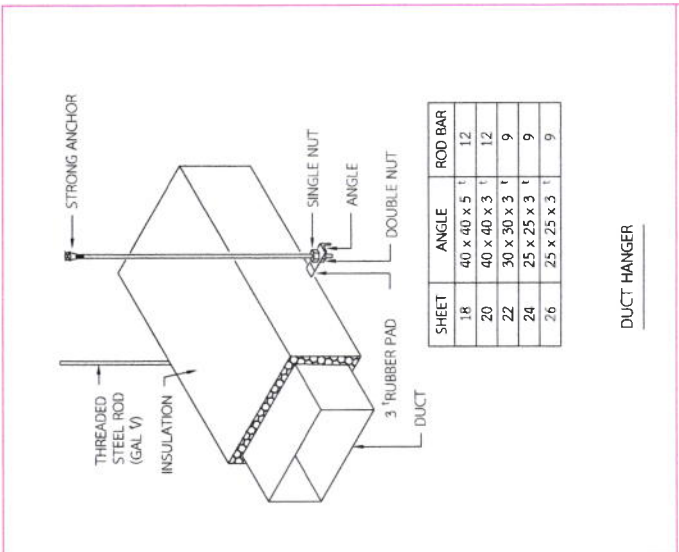 STRONG ANCHOR
THREADED
STEEL ROD
(GAL'V)
INSULATION
SINGLE NUT
ANGLE
DOUBLE NUT
3 ᵗ RUBBER PAD
DUCT
SHEET ANGLE ROD BAR
18 40 x 40 x 5 ᵗ 12
20 40 x 40 x 3 ᵗ 12
22 30 x 30 x 3 ᵗ 9
24 25 x 25 x 3 ᵗ 9
26 25 x 25 x 3 ᵗ 9
DUCT HANGER